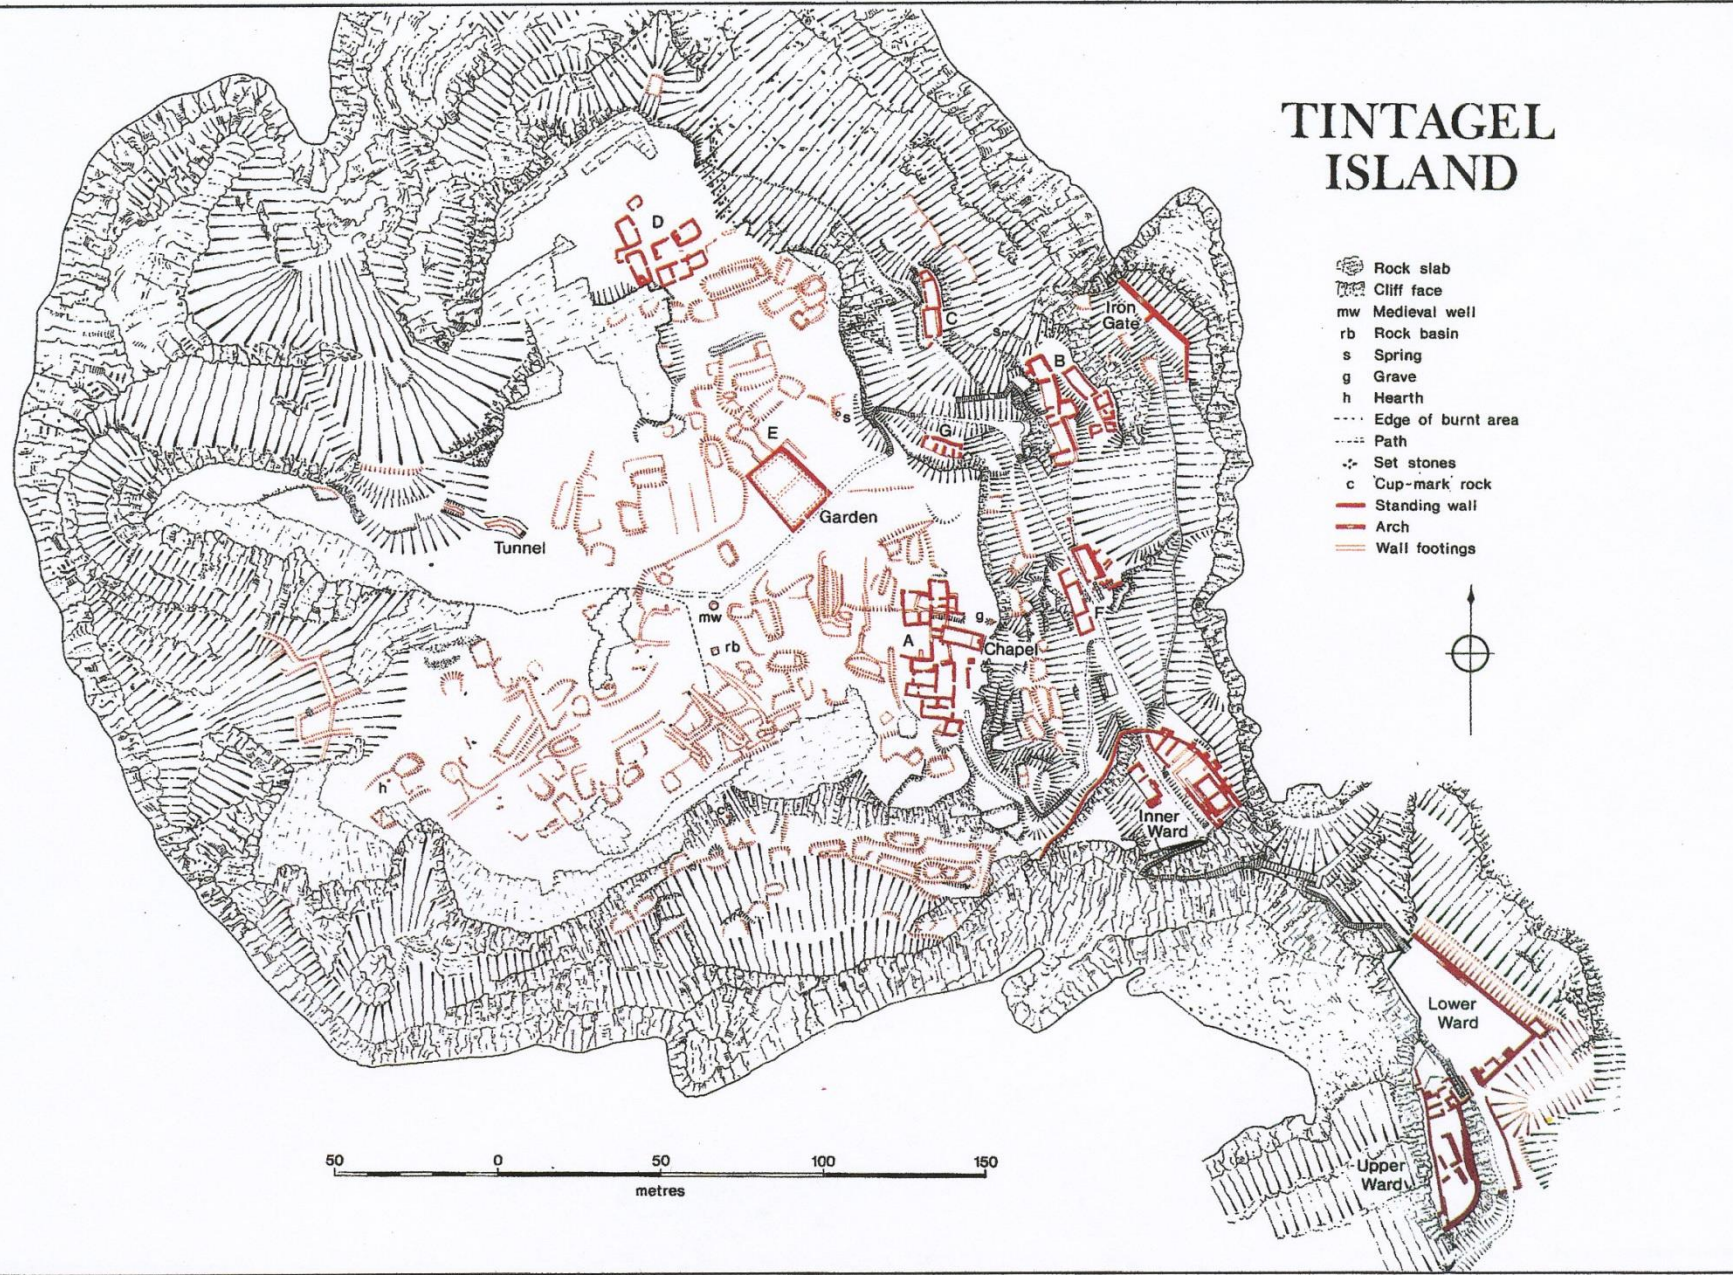 TINTAGEL
ISLAND
Rock slab
Cliff face
mw Medieval well
rb Rock basin
s Spring
g Grave
h Hearth
Edge of burnt area
Path
Set stones
c 'Cup-mark' rock
Standing wall
Arch
Wall footings
D
C
Iron
Gate
s
B
s
E
G
Garden
Tunnel
mw
g
F
A
Chapel
rb
h
Inner
Ward
Lower
Ward
Upper
Ward
50 0 50 100 150
metres